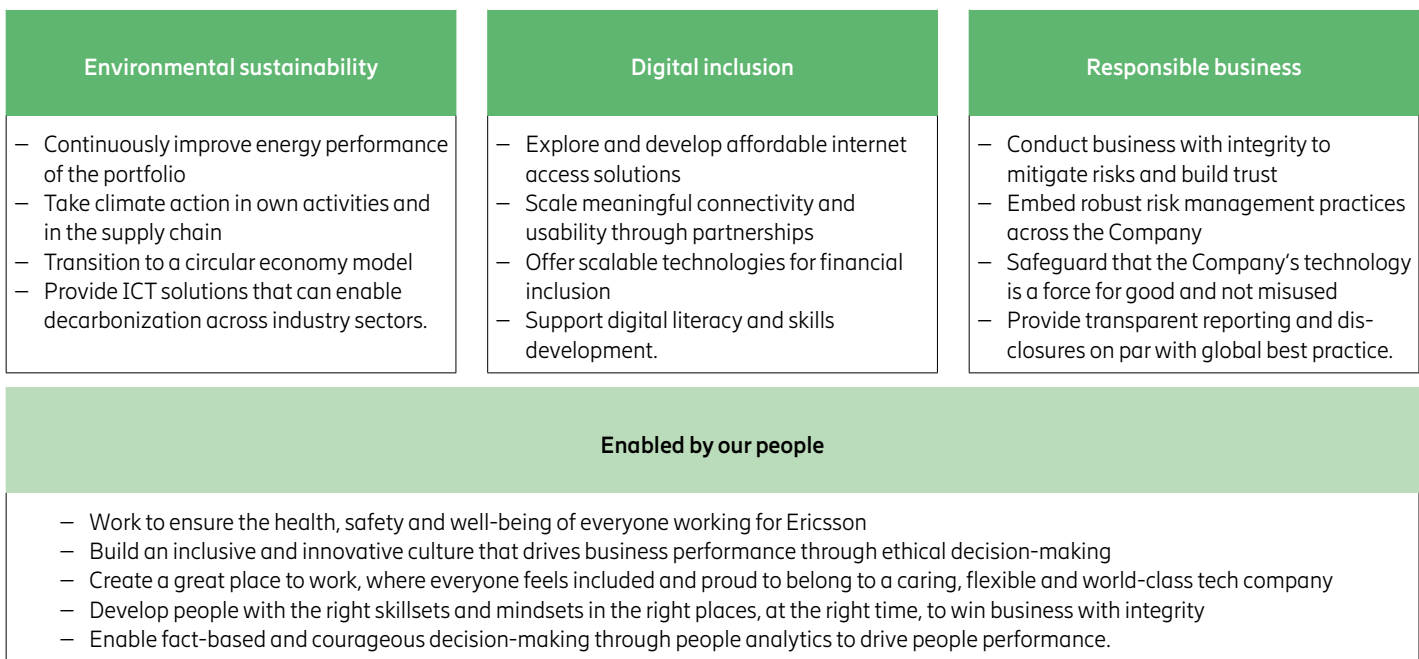 Environmental sustainability
– Continuously improve energy performance
of the portfolio
– Take climate action in own activities and
in the supply chain
– Transition to a circular economy model
– Provide ICT solutions that can enable
decarbonization across industry sectors.
Digital inclusion
– Explore and develop affordable internet
access solutions
– Scale meaningful connectivity and
usability through partnerships
– Offer scalable technologies for financial
inclusion
– Support digital literacy and skills
development.
Responsible business
– Conduct business with integrity to
mitigate risks and build trust
– Embed robust risk management practices
across the Company
– Safeguard that the Company’s technology
is a force for good and not misused
– Provide transparent reporting and dis-
closures on par with global best practice.
Enabled by our people
– Work to ensure the health, safety and well-being of everyone working for Ericsson
– Build an inclusive and innovative culture that drives business performance through ethical decision-making
– Create a great place to work, where everyone feels included and proud to belong to a caring, flexible and world-class tech company
– Develop people with the right skillsets and mindsets in the right places, at the right time, to win business with integrity
– Enable fact-based and courageous decision-making through people analytics to drive people performance.